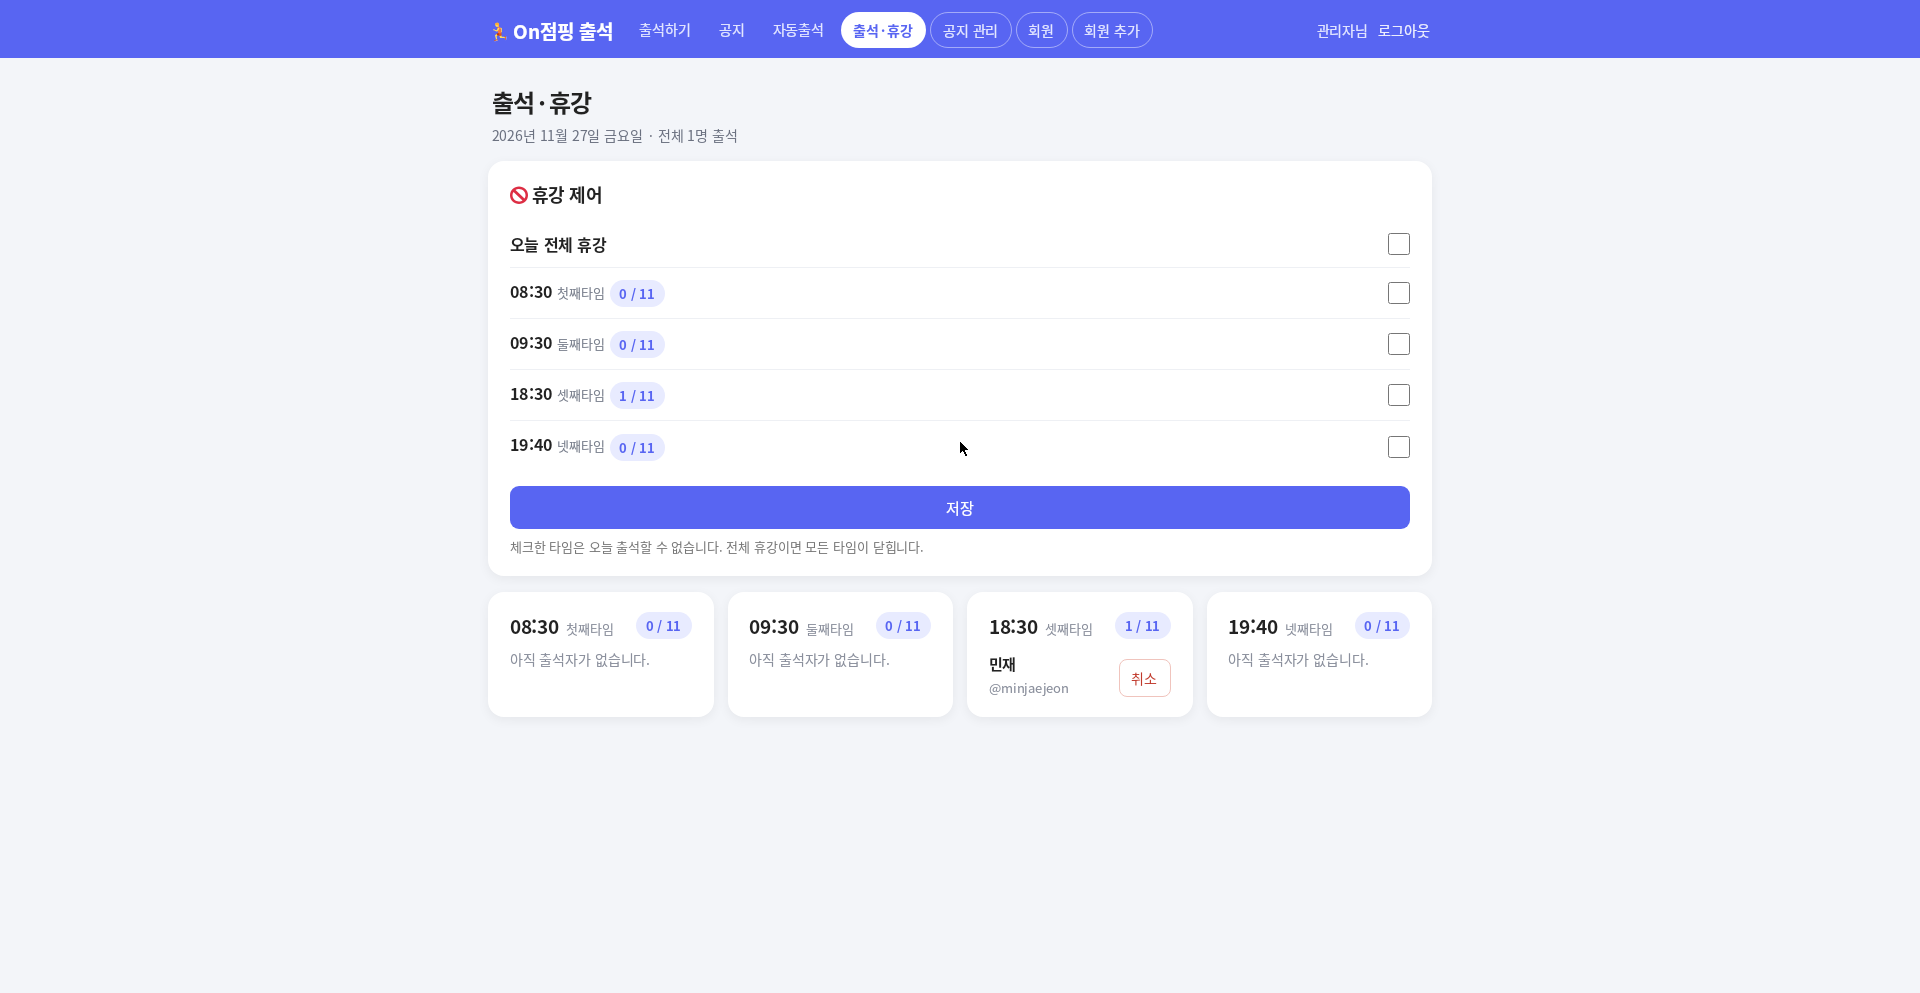 On점핑 출석 출석하기 공지 자동출석 출석·휴강 공지 관리 회원 회원 추가 관리자님 로그아웃
출석·휴강
2026년 11월 27일 금요일 · 전체 1명 출석
휴강 제어
오늘 전체 휴강
08:30 첫째타임 0 / 11
09:30 둘째타임 0 / 11
18:30 셋째타임 1 / 11
19:40 넷째타임 0 / 11
저장
체크한 타임은 오늘 출석할 수 없습니다. 전체 휴강이면 모든 타임이 닫힙니다.
08:30 첫째타임 0 / 11
아직 출석자가 없습니다.
09:30 둘째타임 0 / 11
아직 출석자가 없습니다.
18:30 셋째타임 1 / 11
민재
@minjaejeon
취소
19:40 넷째타임 0 / 11
아직 출석자가 없습니다.